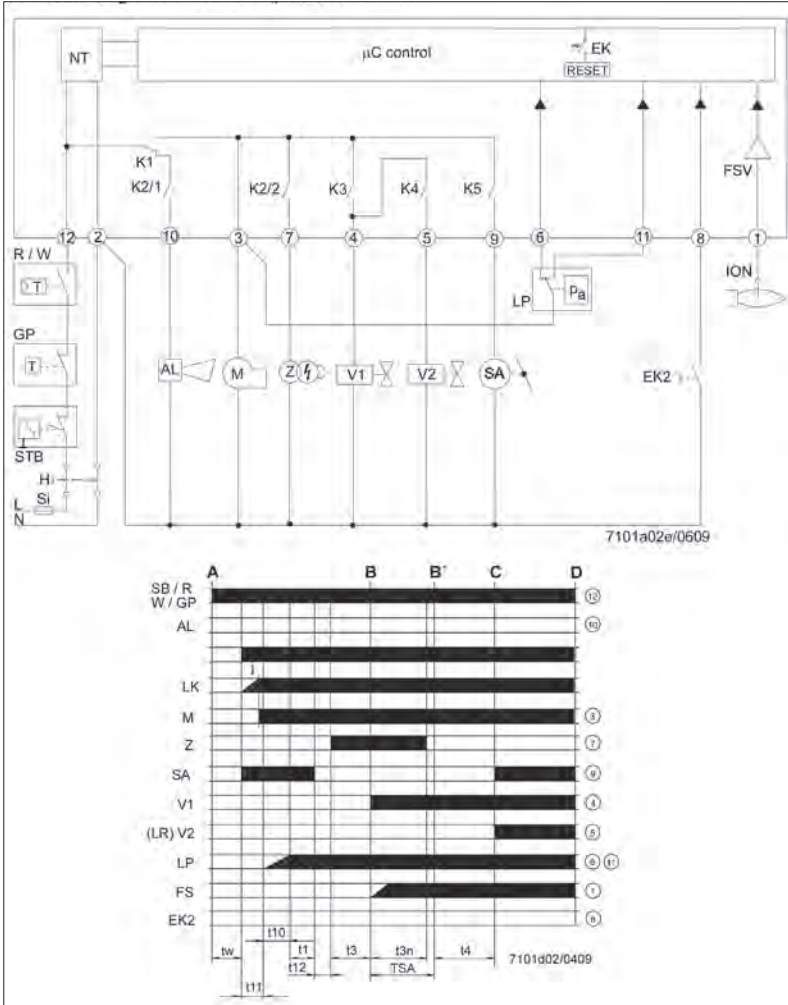 NT
μC control
EK
RESET
FSV
K1
K2/1
K2/2
K3
K4
K5
12 2 10 3 7 4 5 9 6 11 8 1
R / W
T
GP
T
STB
H
Si
L
N
AL
M
Z
V1
V2
SA
LP
Pa
ION
EK2
7101a02e/0609
A B B' C D
SB / R
W / GP
12
AL
10
LK
M
3
Z
7
SA
9
V1
4
(LR) V2
5
LP
6 11
FS
1
EK2
8
t10
tw t1 t3 t3n t4
t12 TSA
t11
7101d02/0409